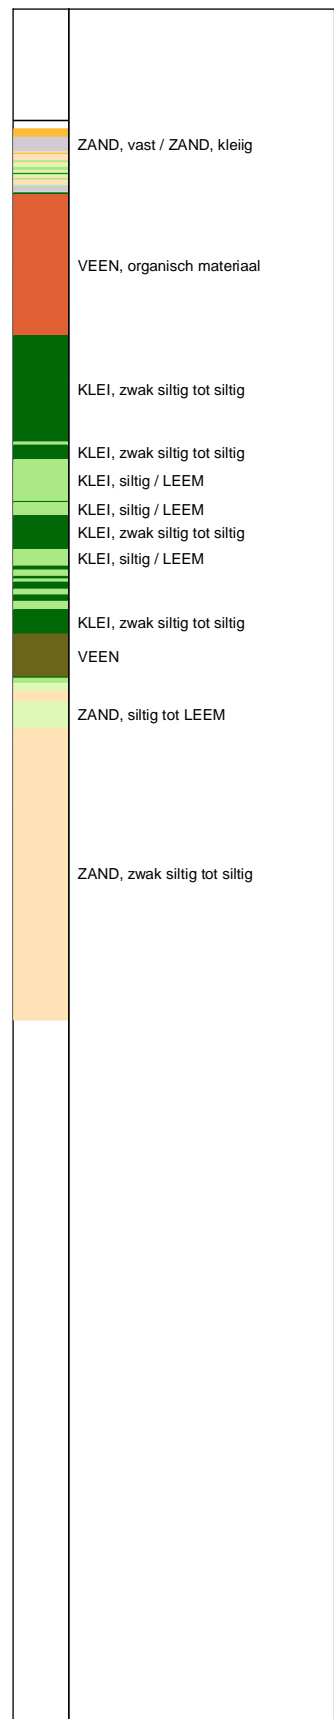 ZAND, vast / ZAND, kleiig
VEEN, organisch materiaal
KLEI, zwak siltig tot siltig
KLEI, zwak siltig tot siltig
KLEI, siltig / LEEM
KLEI, siltig / LEEM
KLEI, zwak siltig tot siltig
KLEI, siltig / LEEM
KLEI, zwak siltig tot siltig
VEEN
ZAND, siltig tot LEEM
ZAND, zwak siltig tot siltig